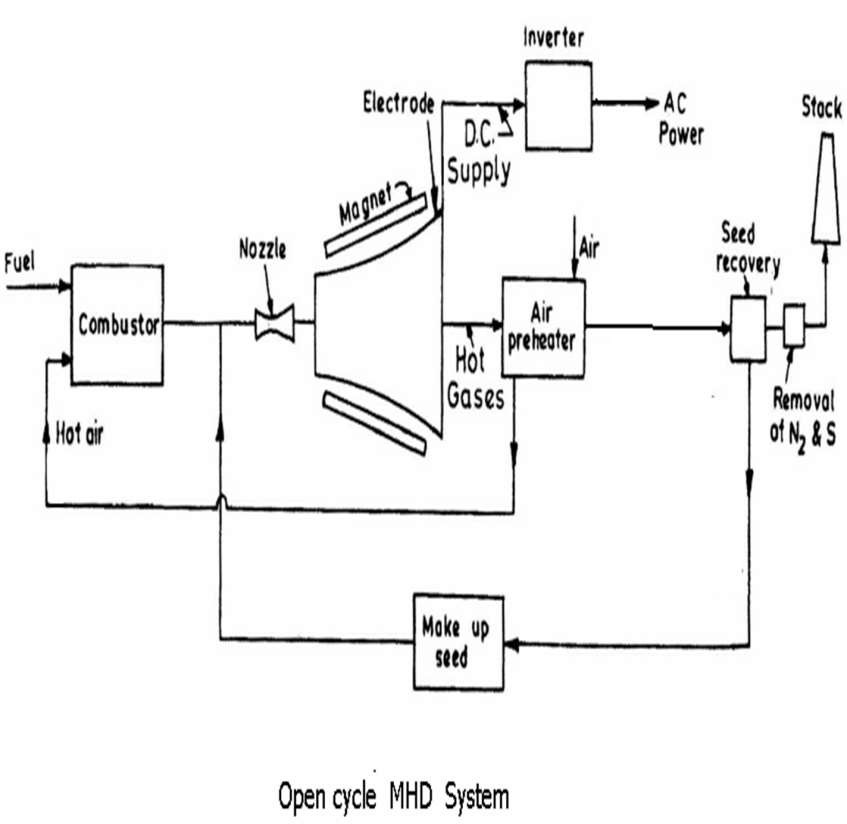 Inverter
Electrode
AC
Power
Stack
D.C.
Supply
Magnet
Nozzle
Air
Seed
recovery
Fuel
Combustor
Air
preheater
Hot
Gases
Removal
of N₂ & S
Hot air
Make up
seed
Open cycle MHD System